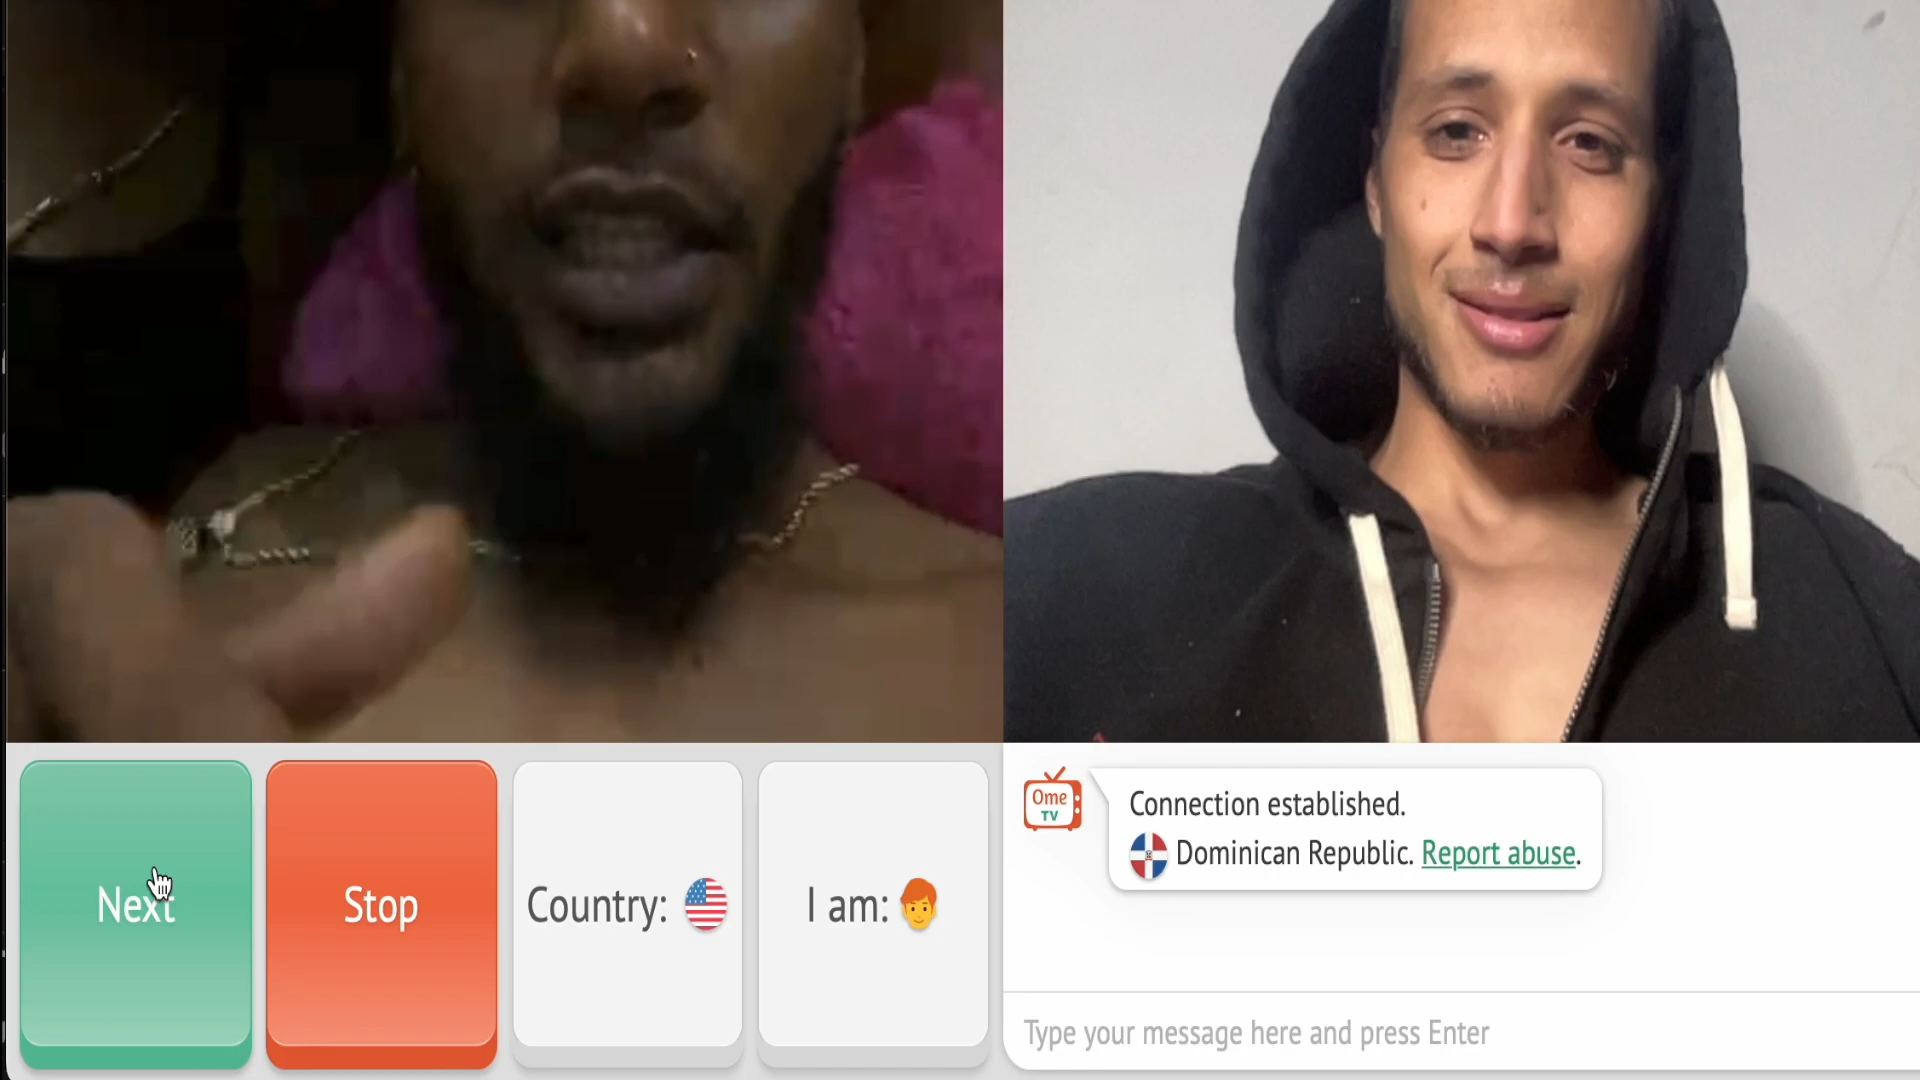 Next
Stop
Country:
I am:
Ome
TV
Connection established.
Dominican Republic. Report abuse.
Type your message here and press Enter